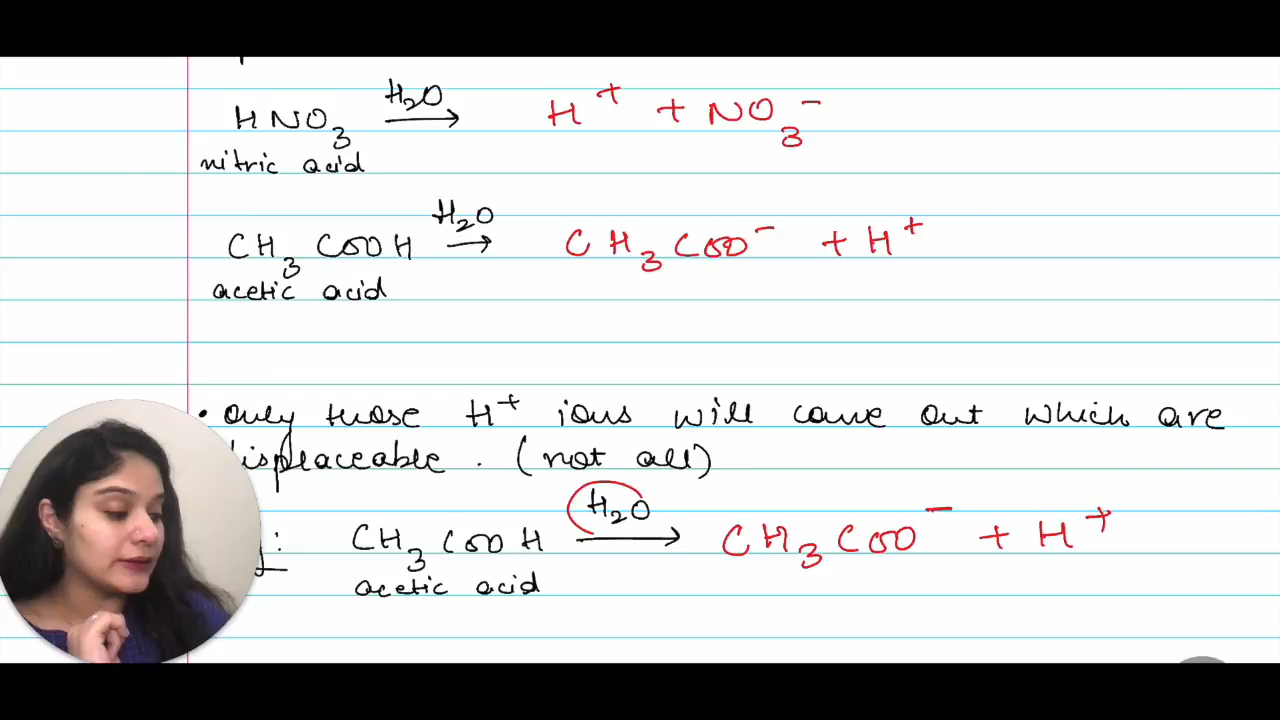 H₂O
HNO₃ → H⁺ + NO₃⁻
nitric acid
H₂O
CH₃COOH → CH₃COO⁻ + H⁺
acetic acid
• only those H⁺ ions will come out which are
displaceable. (not all)
H₂O
: CH₃COOH → CH₃COO⁻ + H⁺
acetic acid